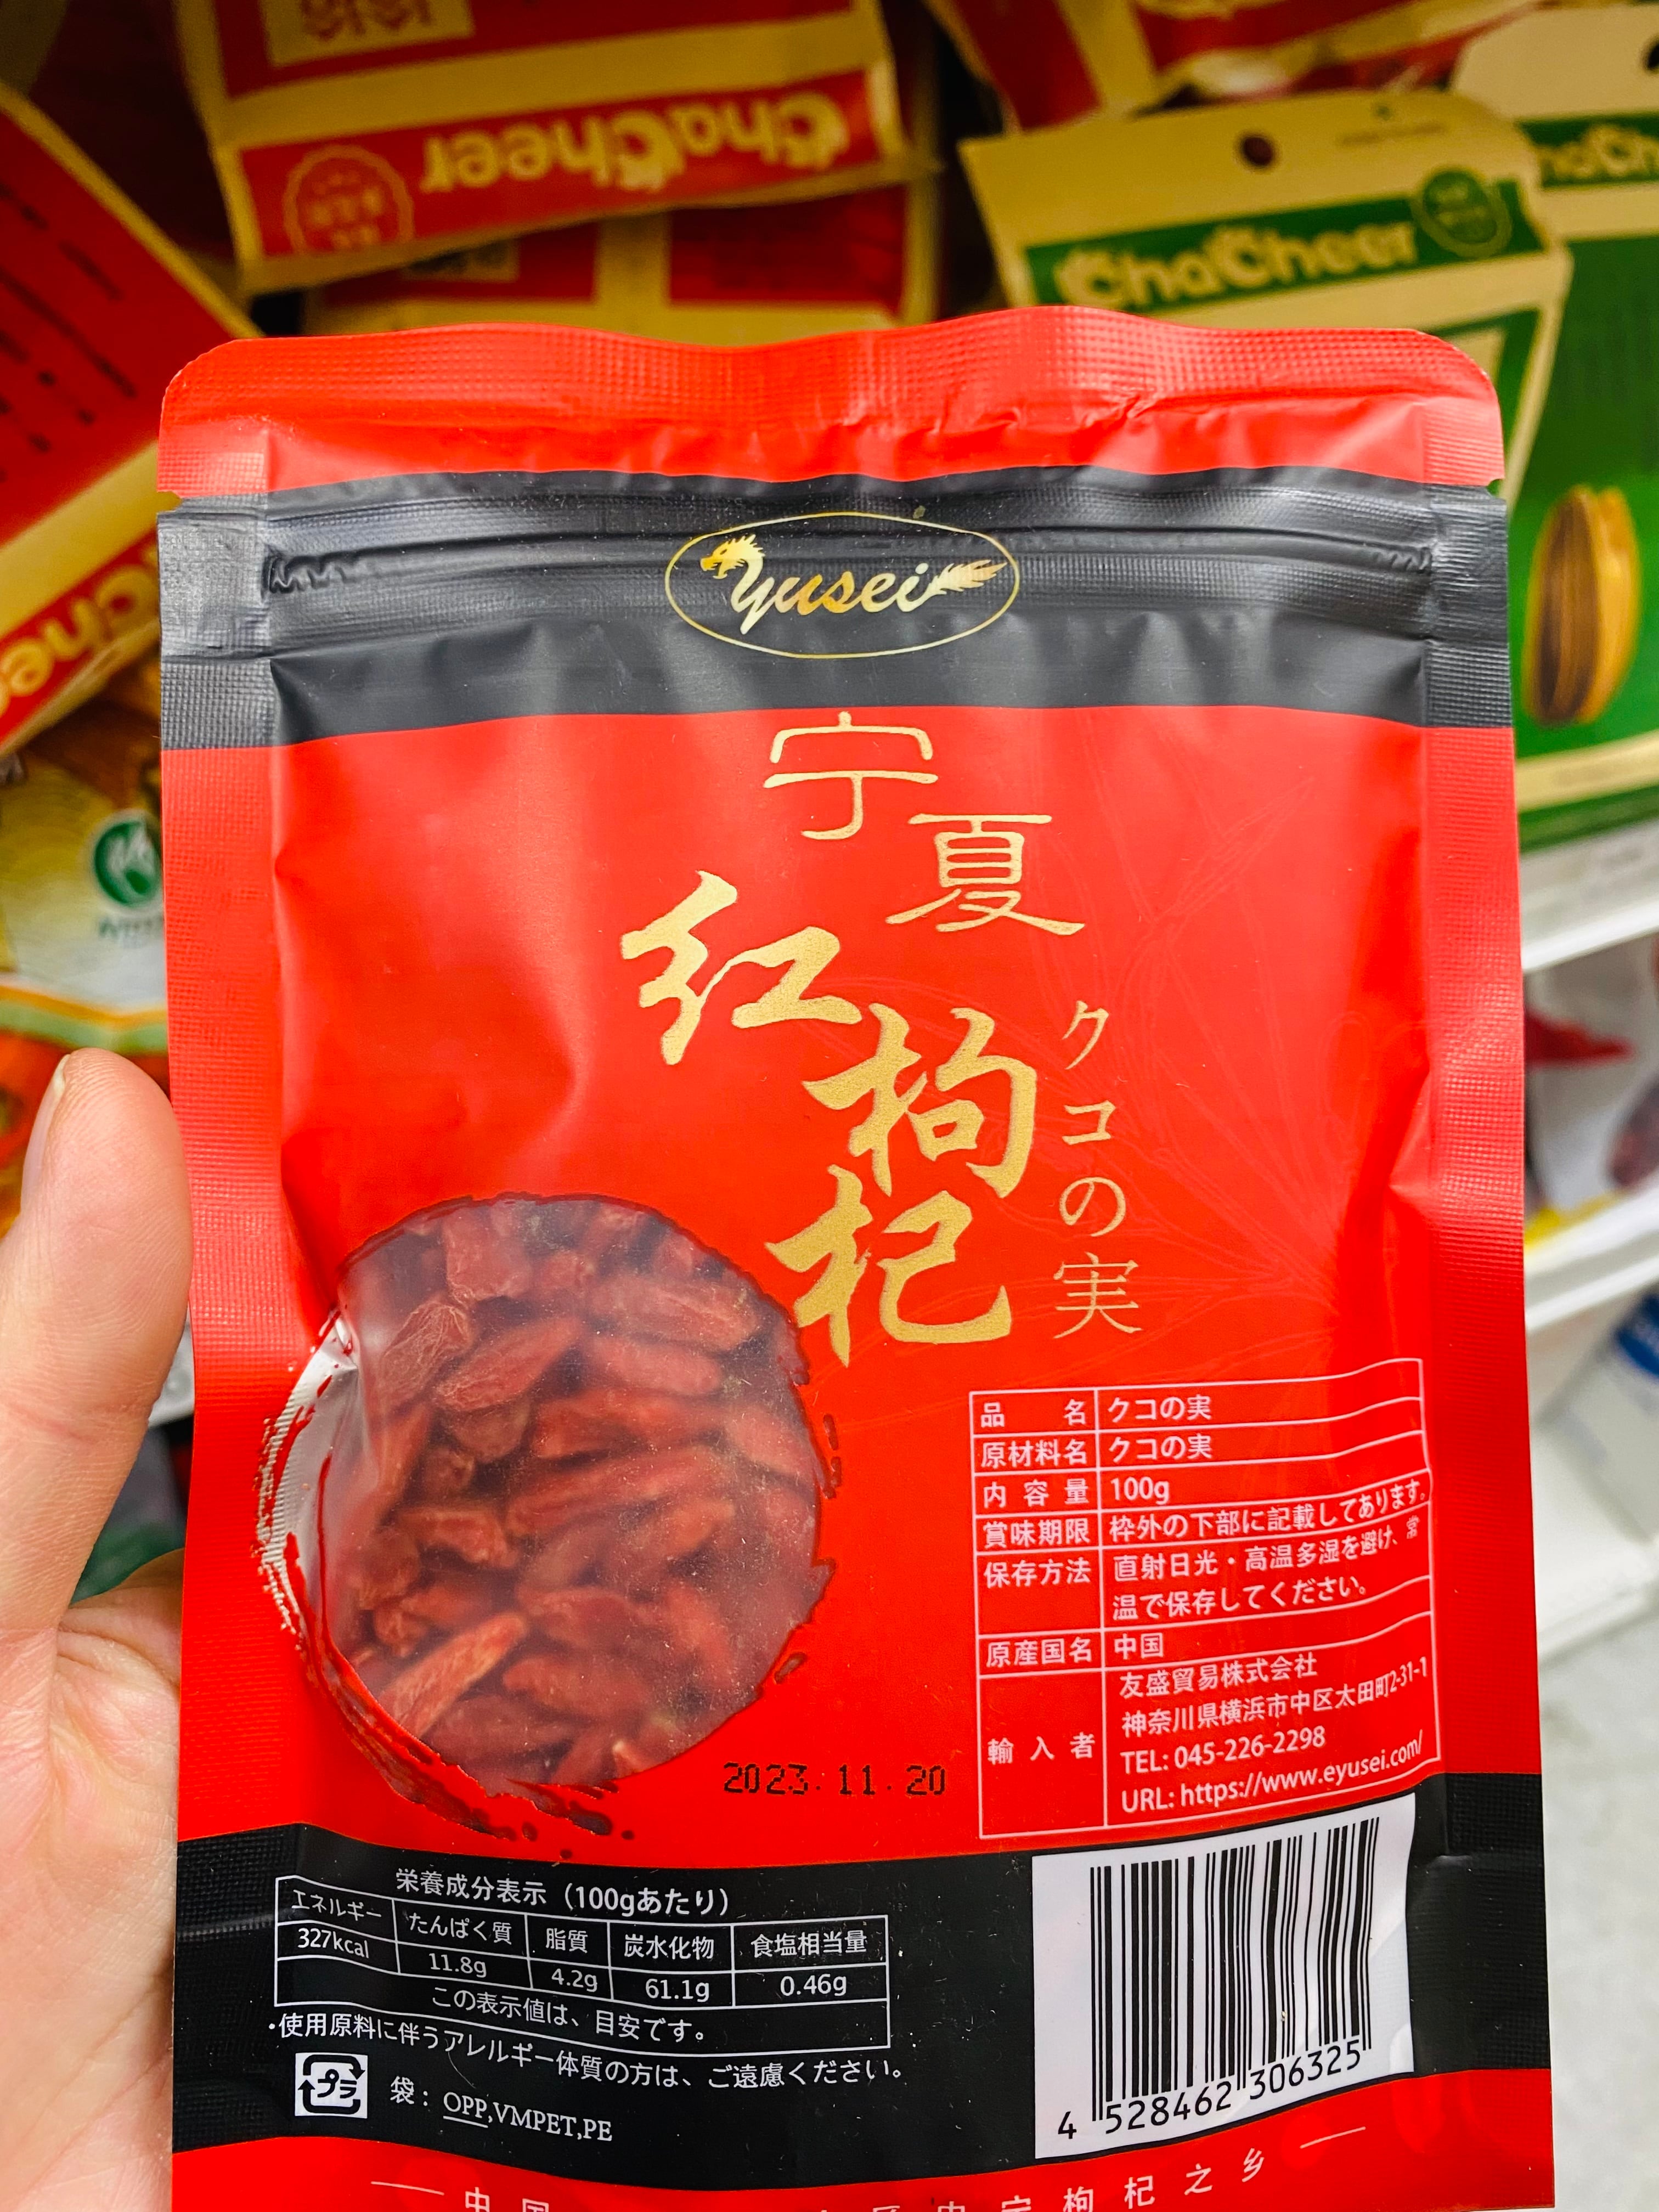 ChaCheer
ChaCheer
yusei
宁夏
红枸杞
クコの実
品名 クコの実
原材料名 クコの実
内容量 100g
賞味期限 枠外の下部に記載してあります。
保存方法 直射日光・高温多湿を避け、常
温で保存してください。
原産国名 中国
輸入者 友盛貿易株式会社
神奈川県横浜市中区太田町2-31-1
TEL: 045-226-2298
URL: https://www.eyusei.com/
2023.11.20
栄養成分表示（100gあたり）
エネルギー たんぱく質 脂質 炭水化物 食塩相当量
327kcal 11.8g 4.2g 61.1g 0.46g
この表示値は、目安です。
・使用原料に伴うアレルギー体質の方は、ご遠慮ください。
プラ
袋：OPP,VMPET,PE
4 528462 306325
中国 宁枸杞之乡